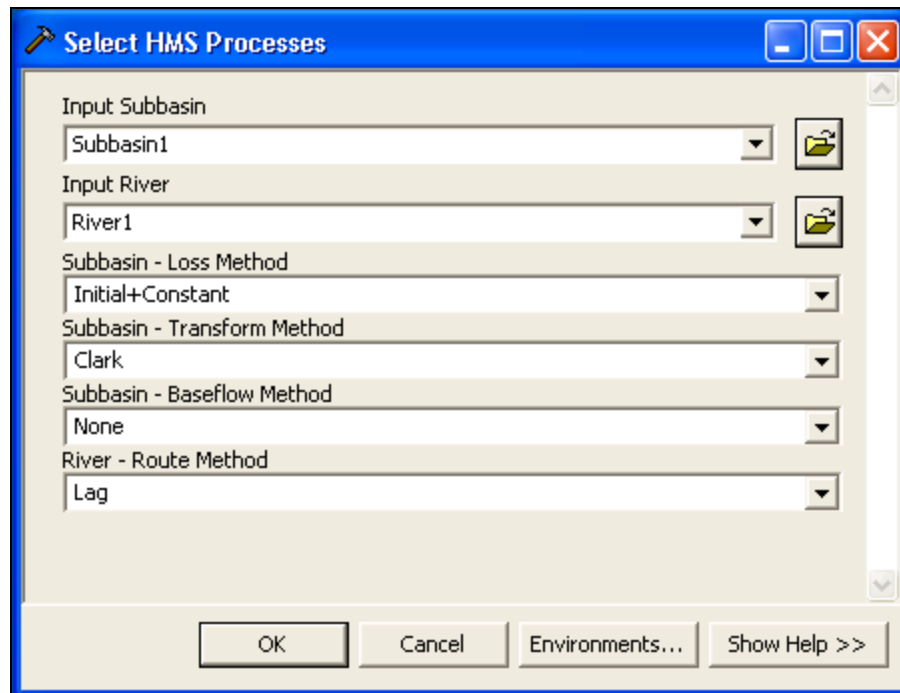 Select HMS Processes
Input Subbasin
Subbasin1
Input River
River1
Subbasin - Loss Method
Initial+Constant
Subbasin - Transform Method
Clark
Subbasin - Baseflow Method
None
River - Route Method
Lag
OK Cancel Environments... Show Help >>